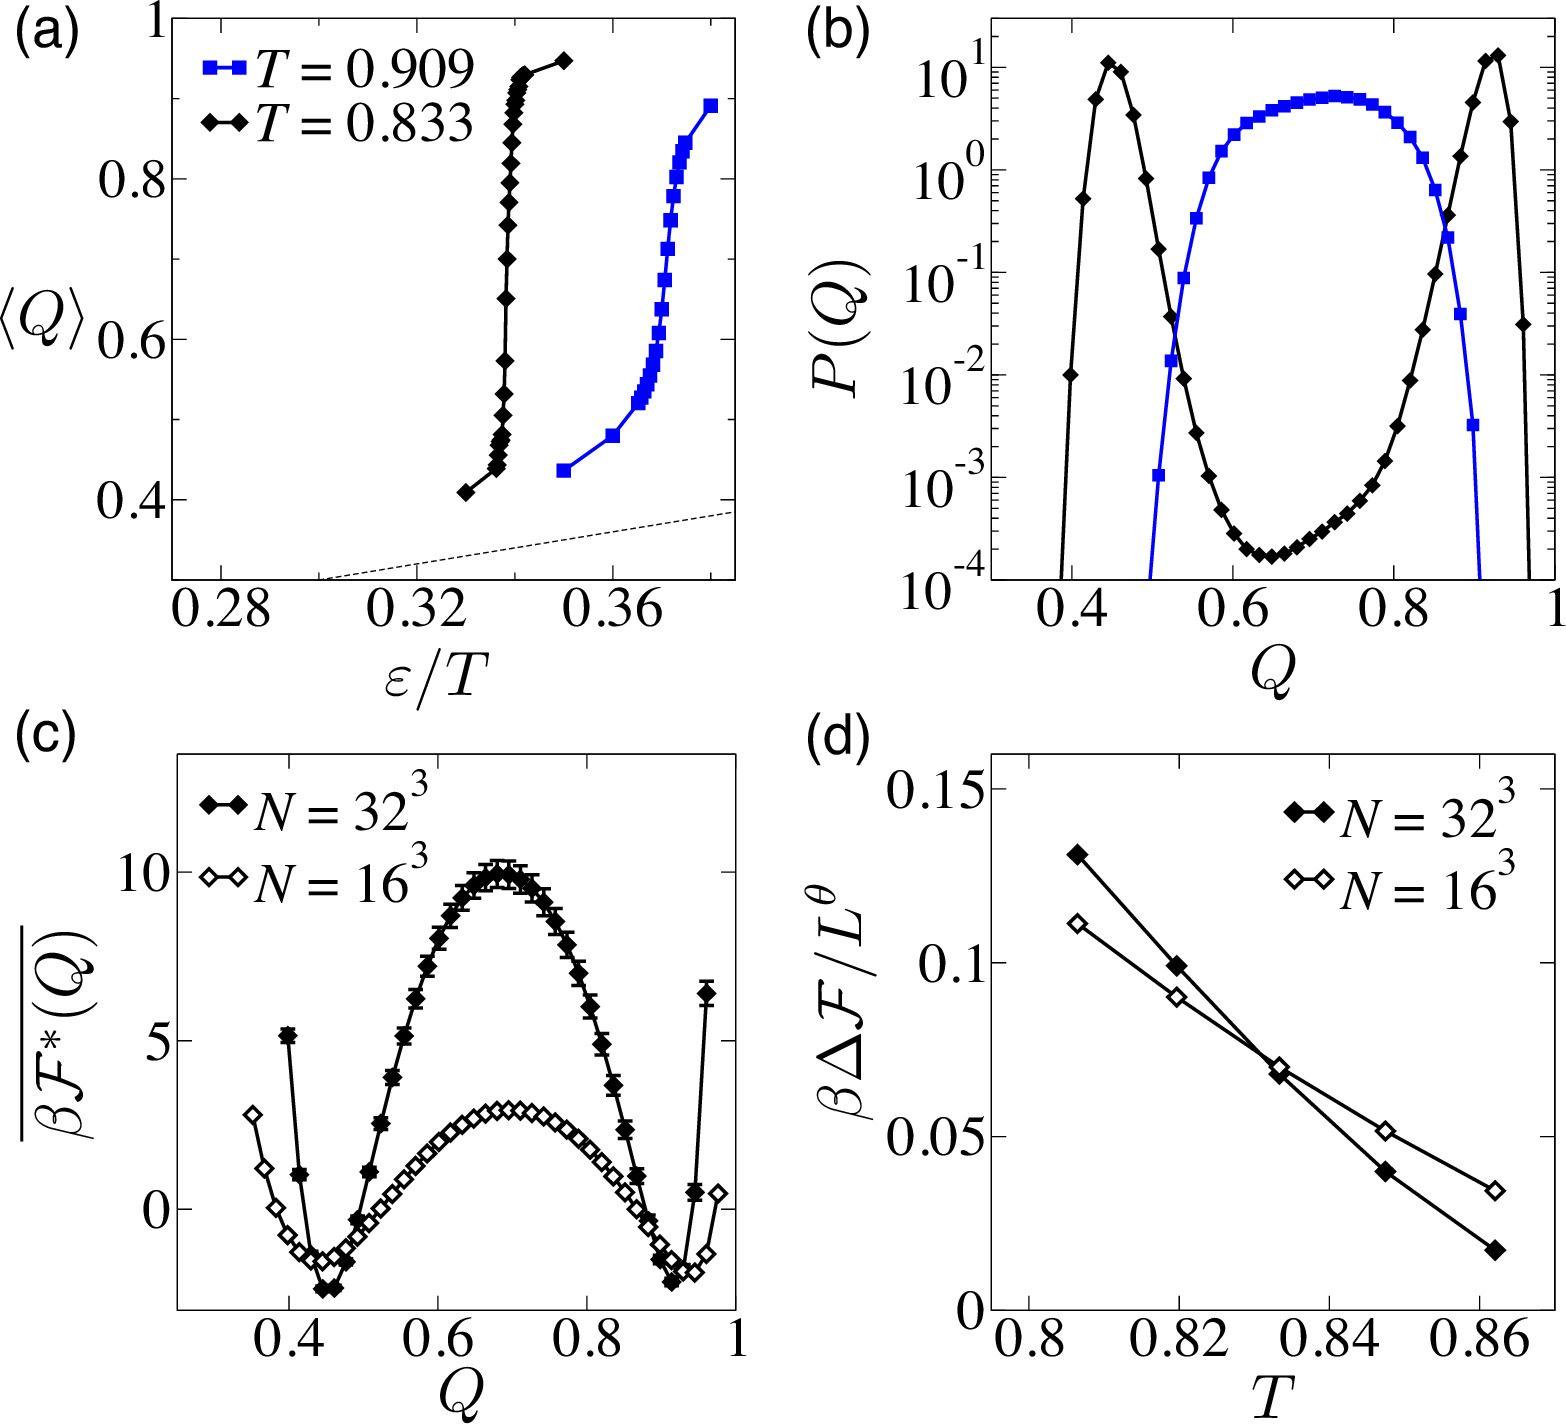 (a)
1
0.8
0.6
0.4
⟨Q⟩
T = 0.909
T = 0.833
0.28 0.32 0.36
ε/T
(b)
10^1
10^0
10^-1
10^-2
10^-3
10^-4
P(Q)
0.4 0.6 0.8 1
Q
(c)
10
5
0
βF*(Q)
N = 32^3
N = 16^3
0.4 0.6 0.8 1
Q
(d)
0.15
0.1
0.05
0
βΔF/L^θ
N = 32^3
N = 16^3
0.8 0.82 0.84 0.86
T